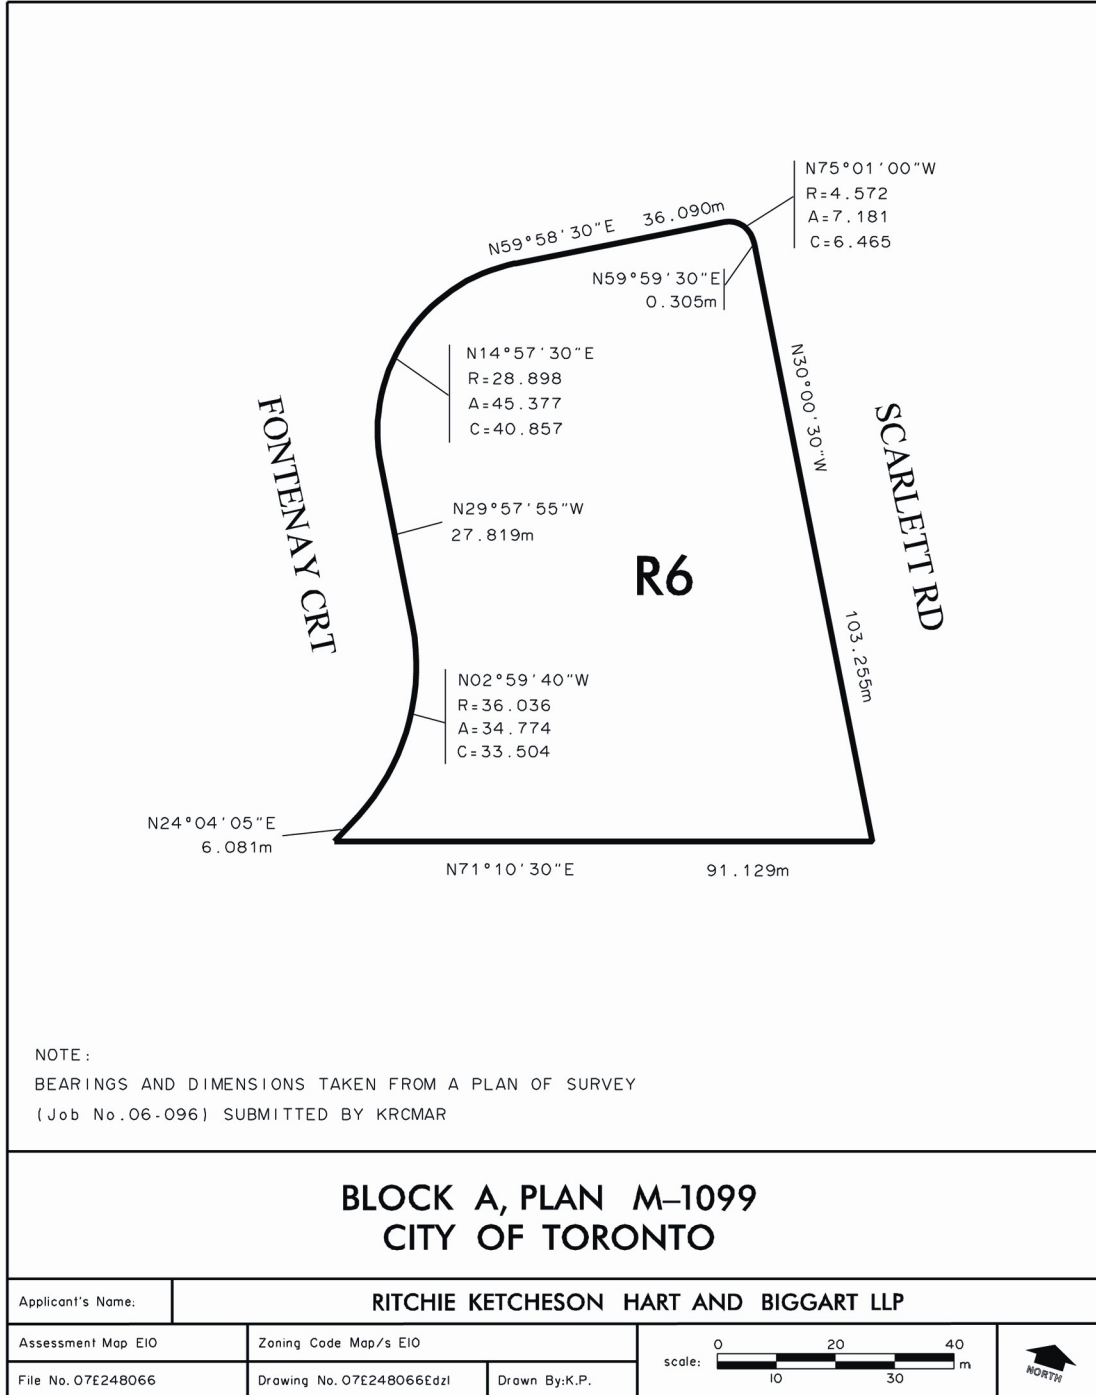 N75°01'00"W
R=4.572
A=7.181
C=6.465
N59°58'30"E 36.090m
N59°59'30"E
0.305m
N14°57'30"E
R=28.898
A=45.377
C=40.857
N30°00'30"W
103.255m
FONTENAY CRT
SCARLETT RD
N29°57'55"W
27.819m
R6
N02°59'40"W
R=36.036
A=34.774
C=33.504
N24°04'05"E
6.081m
N71°10'30"E 91.129m
NOTE:
BEARINGS AND DIMENSIONS TAKEN FROM A PLAN OF SURVEY
(Job No.06-096) SUBMITTED BY KRCMAR
BLOCK A, PLAN M–1099
CITY OF TORONTO
Applicant's Name: RITCHIE KETCHESON HART AND BIGGART LLP
Assessment Map E10 Zoning Code Map/s E10
File No. 07E248066 Drawing No. 07E248066Edz1 Drawn By:K.P.
scale: 0 20 40
m
10 30
NORTH